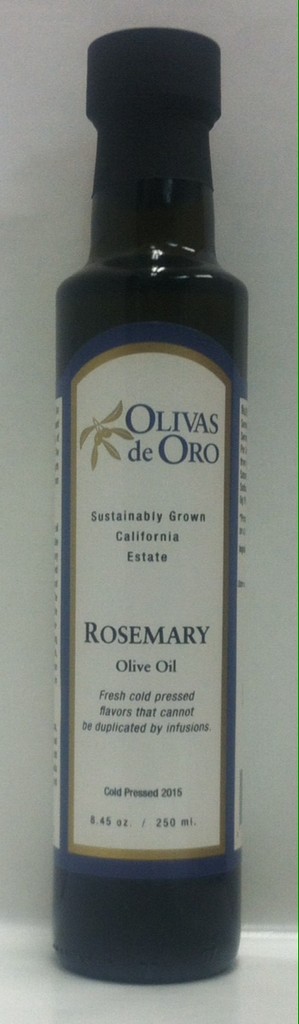 OLIVAS
de ORO
Sustainably Grown
California
Estate
ROSEMARY
Olive Oil
Fresh cold pressed
flavors that cannot
be duplicated by infusions.
Cold Pressed 2015
8.45 oz. / 250 ml.